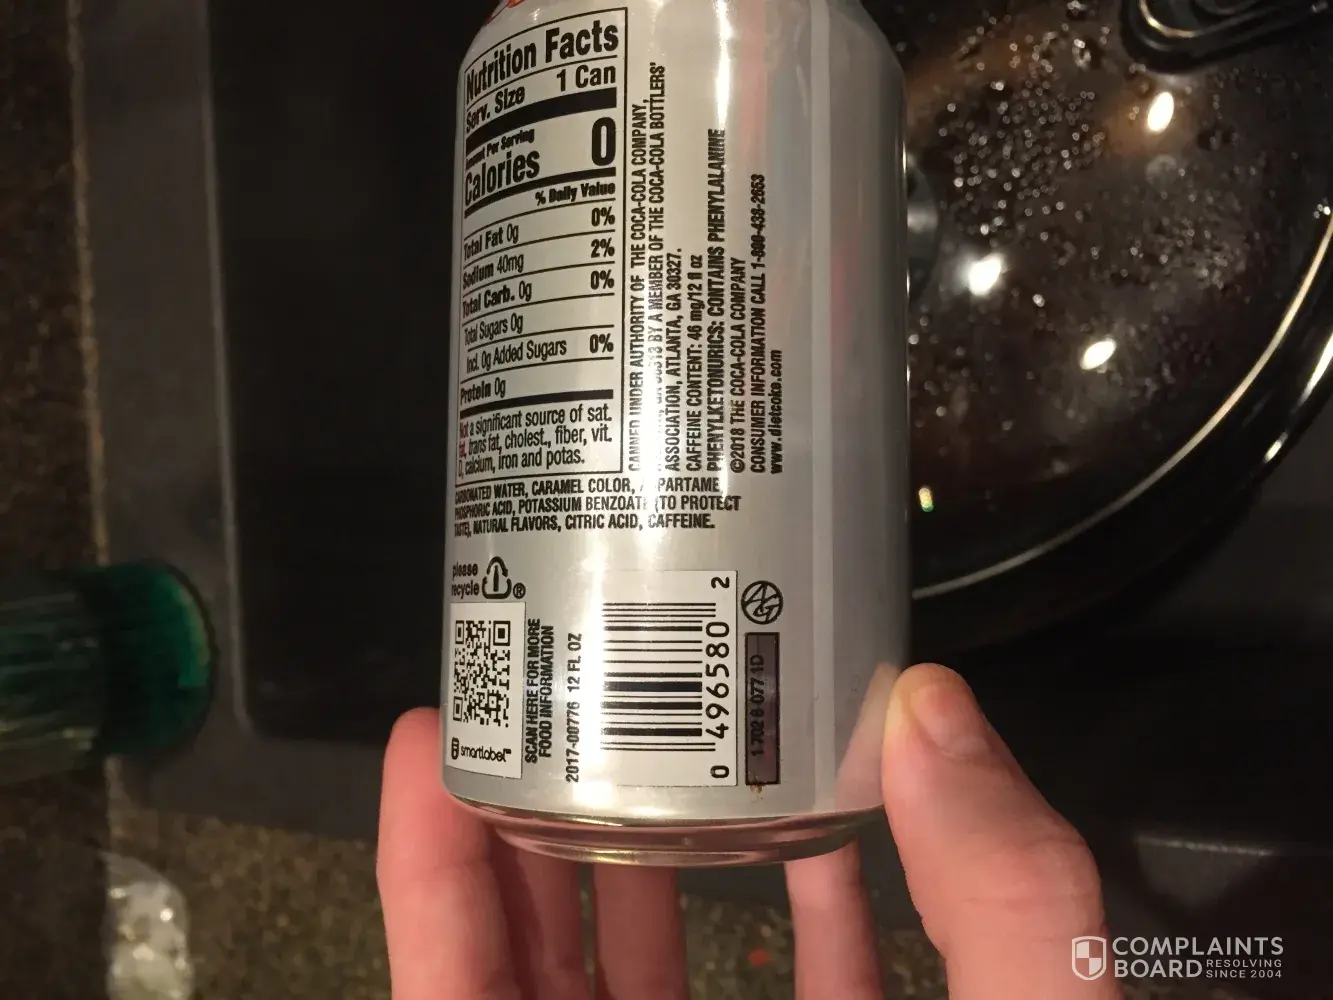 Nutrition Facts
Serv. Size 1 Can
Amount Per Serving
Calories 0
% Daily Value
Total Fat 0g 0%
Sodium 40mg 2%
Total Carb. 0g 0%
Total Sugars 0g
Incl. 0g Added Sugars 0%
Protein 0g
Not a significant source of sat.
fat, trans fat, cholest., fiber, vit.
D, calcium, iron and potas.
CARBONATED WATER, CARAMEL COLOR, ASPARTAME,
PHOSPHORIC ACID, POTASSIUM BENZOATE (TO PROTECT
TASTE), NATURAL FLAVORS, CITRIC ACID, CAFFEINE.
CANNED UNDER AUTHORITY OF THE COCA-COLA COMPANY,
BY A MEMBER OF THE COCA-COLA BOTTLERS'
ASSOCIATION, ATLANTA, GA 30327.
CAFFEINE CONTENT: 46 mg/12 fl oz
PHENYLKETONURICS: CONTAINS PHENYLALANINE
©2018 THE COCA-COLA COMPANY
CONSUMER INFORMATION CALL 1-800-438-2653
www.dietcoke.com
please
recycle
®
smartlabel™
SCAN HERE FOR MORE
FOOD INFORMATION
2017-00776 12 FL OZ
0 496580 2
COMPLAINTS
BOARD RESOLVING
SINCE 2004